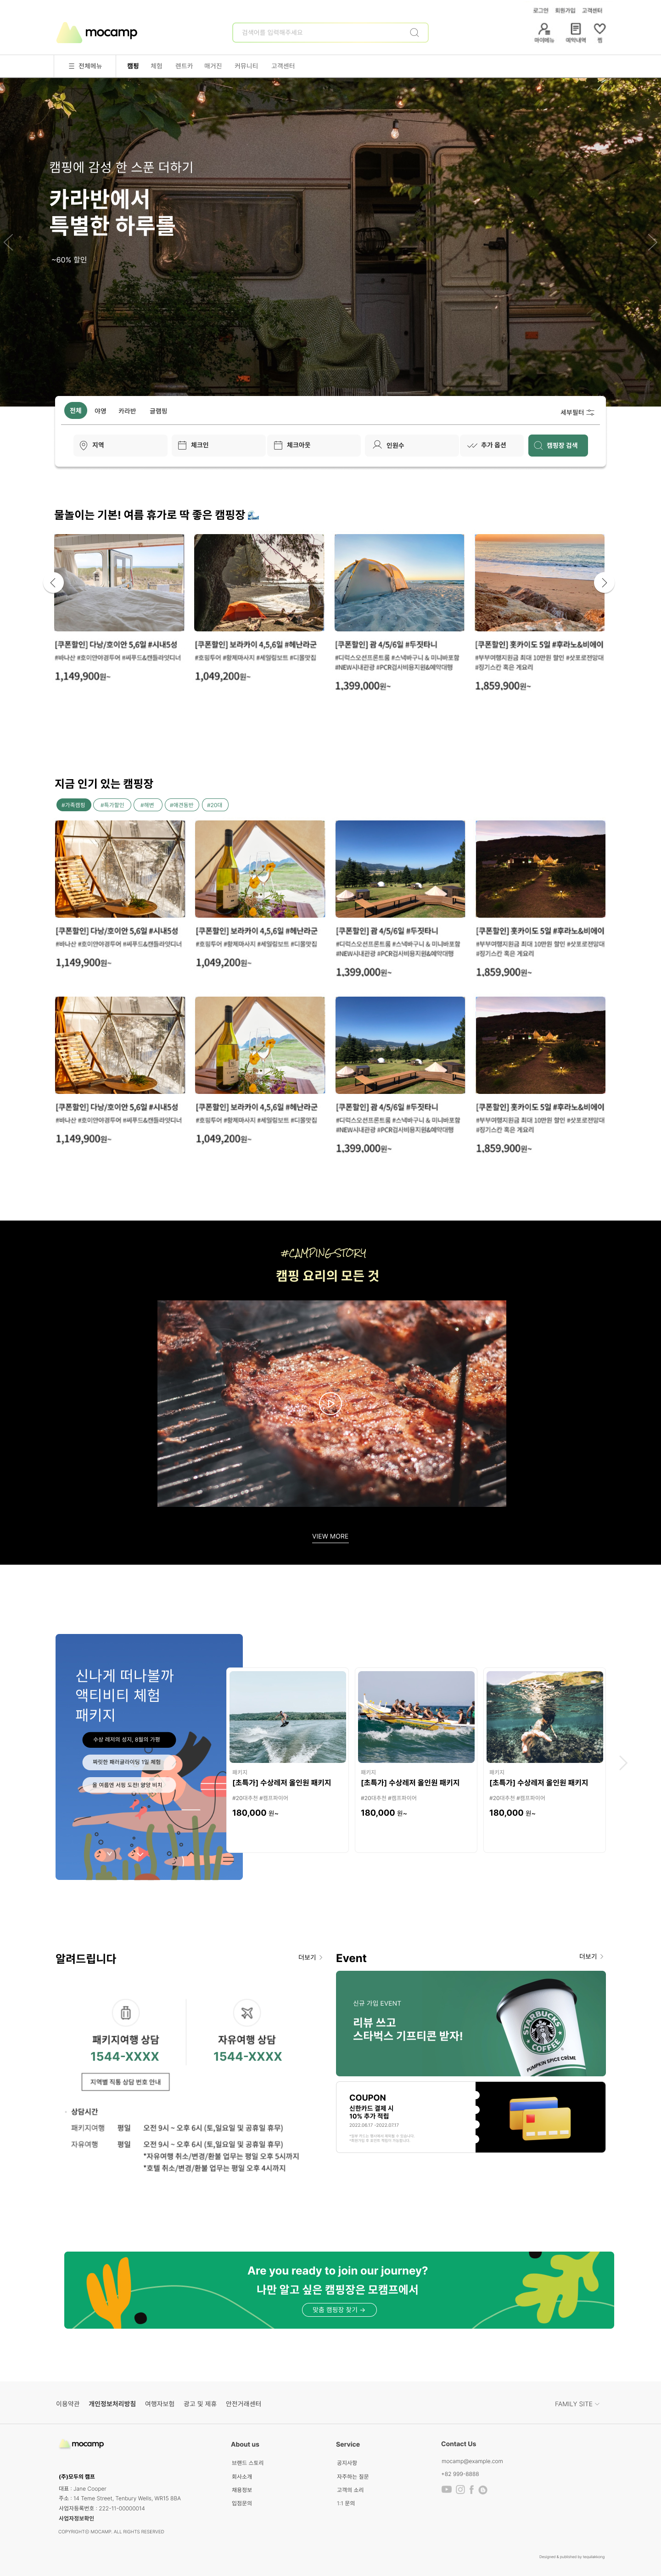 로그인 회원가입 고객센터
mocamp
검색어를 입력해주세요
마이메뉴 예약내역 찜
전체메뉴 캠핑 체험 렌트카 매거진 커뮤니티 고객센터
캠핑에 감성 한 스푼 더하기
카라반에서
특별한 하루를
~60% 할인
전체 야영 카라반 글램핑 세부필터
지역 체크인 체크아웃 인원수 추가 옵션 캠핑장 검색
물놀이는 기본! 여름 휴가로 딱 좋은 캠핑장
[쿠폰할인] 다낭/호이안 5,6일 #시내5성
#바나산 #호이안야경투어 #씨푸드&캔들라잇디너
1,149,900원~
[쿠폰할인] 보라카이 4,5,6일 #헤난라군
#호핑투어 #황제마사지 #세일링보트 #디몰맛집
1,049,200원~
[쿠폰할인] 괌 4/5/6일 #두짓타니
#디럭스오션프론트룸 #스낵바구니 & 미니바포함
#NEW시내관광 #PCR검사비용지원&예약대행
1,399,000원~
[쿠폰할인] 홋카이도 5일 #후라노&비에이
#부부여행지원금 최대 10만원 할인 #삿포로전망대
#징기스칸 혹은 게요리
1,859,900원~
지금 인기 있는 캠핑장
#가족캠핑 #특가할인 #해변 #애견동반 #20대
[쿠폰할인] 다낭/호이안 5,6일 #시내5성
#바나산 #호이안야경투어 #씨푸드&캔들라잇디너
1,149,900원~
[쿠폰할인] 보라카이 4,5,6일 #헤난라군
#호핑투어 #황제마사지 #세일링보트 #디몰맛집
1,049,200원~
[쿠폰할인] 괌 4/5/6일 #두짓타니
#디럭스오션프론트룸 #스낵바구니 & 미니바포함
#NEW시내관광 #PCR검사비용지원&예약대행
1,399,000원~
[쿠폰할인] 홋카이도 5일 #후라노&비에이
#부부여행지원금 최대 10만원 할인 #삿포로전망대
#징기스칸 혹은 게요리
1,859,900원~
[쿠폰할인] 다낭/호이안 5,6일 #시내5성
#바나산 #호이안야경투어 #씨푸드&캔들라잇디너
1,149,900원~
[쿠폰할인] 보라카이 4,5,6일 #헤난라군
#호핑투어 #황제마사지 #세일링보트 #디몰맛집
1,049,200원~
[쿠폰할인] 괌 4/5/6일 #두짓타니
#디럭스오션프론트룸 #스낵바구니 & 미니바포함
#NEW시내관광 #PCR검사비용지원&예약대행
1,399,000원~
[쿠폰할인] 홋카이도 5일 #후라노&비에이
#부부여행지원금 최대 10만원 할인 #삿포로전망대
#징기스칸 혹은 게요리
1,859,900원~
#CAMPING-STORY
캠핑 요리의 모든 것
VIEW MORE
신나게 떠나볼까
액티비티 체험
패키지
수상 레저의 성지, 8월의 가평
짜릿한 패러글라이딩 1일 체험
올 여름엔 서핑 도전! 양양 비치
패키지
[초특가] 수상레저 올인원 패키지
#20대추천 #캠프파이어
180,000 원~
패키지
[초특가] 수상레저 올인원 패키지
#20대추천 #캠프파이어
180,000 원~
패키지
[초특가] 수상레저 올인원 패키지
#20대추천 #캠프파이어
180,000 원~
알려드립니다 더보기
패키지여행 상담
1544-XXXX
자유여행 상담
1544-XXXX
지역별 직통 상담 번호 안내
상담시간
패키지여행 평일 오전 9시 ~ 오후 6시 (토,일요일 및 공휴일 휴무)
자유여행 평일 오전 9시 ~ 오후 6시 (토,일요일 및 공휴일 휴무)
*자유여행 취소/변경/환불 업무는 평일 오후 5시까지
*호텔 취소/변경/환불 업무는 평일 오후 4시까지
Event 더보기
신규 가입 EVENT
리뷰 쓰고
스타벅스 기프티콘 받자!
STARBUCKS COFFEE
PUMPKIN SPICE CRÈME
COUPON
신한카드 결제 시
10% 추가 적립
2022.06.17 -2022.07.17
Are you ready to join our journey?
나만 알고 싶은 캠핑장은 모캠프에서
맞춤 캠핑장 찾기 →
이용약관 개인정보처리방침 여행자보험 광고 및 제휴 안전거래센터 FAMILY SITE
mocamp
(주)모두의 캠프
대표 : Jane Cooper
주소 : 14 Teme Street, Tenbury Wells, WR15 8BA
사업자등록번호 : 222-11-00000014
사업자정보확인
COPYRIGHT© MOCAMP. ALL RIGHTS RESERVED
About us
브랜드 스토리
회사소개
채용정보
입점문의
Service
공지사항
자주하는 질문
고객의 소리
1:1 문의
Contact Us
mocamp@example.com
+82 999-8888